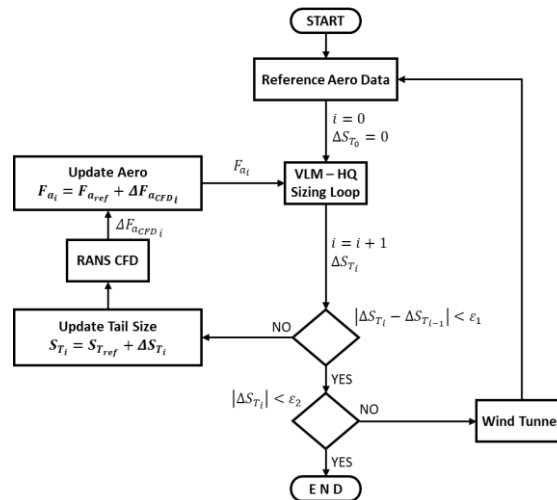 START
Reference Aero Data
i = 0
ΔS_{T_0} = 0
Update Aero
F_{a_i} = F_{a_{ref}} + ΔF_{a_{CFD\,i}}
F_{a_i}
VLM – HQ
Sizing Loop
ΔF_{a_{CFD\,i}}
RANS CFD
i = i + 1
ΔS_{T_i}
Update Tail Size
S_{T_i} = S_{T_{ref}} + ΔS_{T_i}
NO
|ΔS_{T_i} − ΔS_{T_{i−1}}| < ε_1
YES
|ΔS_{T_i}| < ε_2
NO
Wind Tunnel
YES
E N D